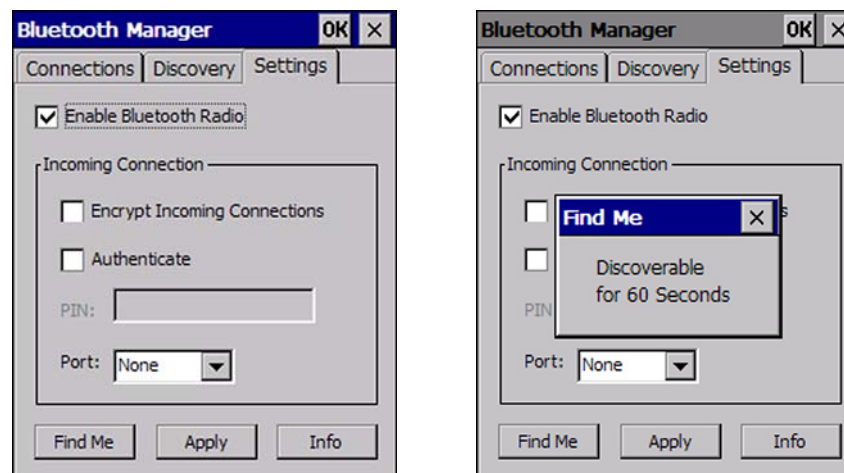 Bluetooth Manager OK ×
Connections Discovery Settings
Enable Bluetooth Radio
Incoming Connection
Encrypt Incoming Connections
Authenticate
PIN:
Port: None
Find Me Apply Info
Bluetooth Manager OK ×
Connections Discovery Settings
Enable Bluetooth Radio
Incoming Connection
Find Me ×
Discoverable
for 60 Seconds
PIN
Port: None
Find Me Apply Info